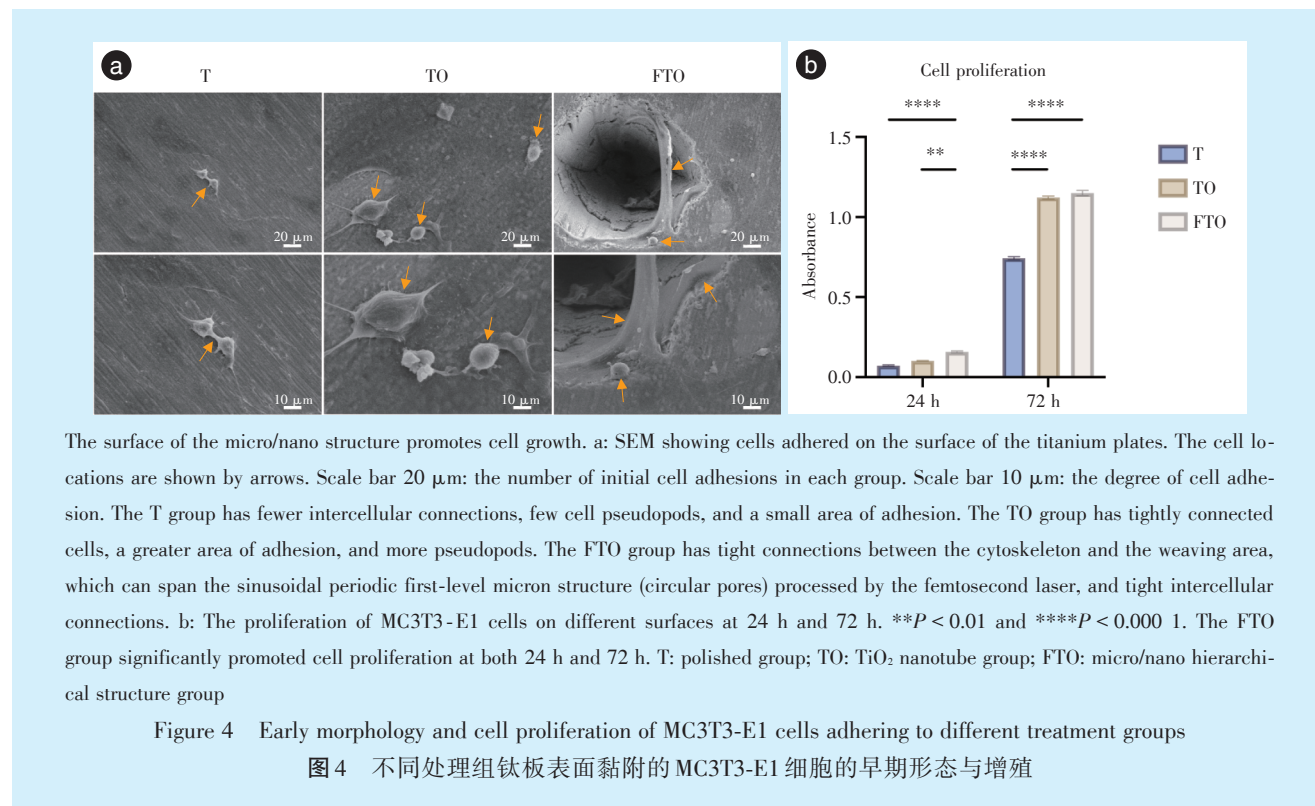 a
T
TO
FTO
20 μm
20 μm
20 μm
10 μm
10 μm
10 μm
b
Cell proliferation
****
****
**
****
1.5
1.0
0.5
0.0
Absorbance
24 h
72 h
T
TO
FTO
The surface of the micro/nano structure promotes cell growth. a: SEM showing cells adhered on the surface of the titanium plates. The cell lo-
cations are shown by arrows. Scale bar 20 μm: the number of initial cell adhesions in each group. Scale bar 10 μm: the degree of cell adhe-
sion. The T group has fewer intercellular connections, few cell pseudopods, and a small area of adhesion. The TO group has tightly connected
cells, a greater area of adhesion, and more pseudopods. The FTO group has tight connections between the cytoskeleton and the weaving area,
which can span the sinusoidal periodic first-level micron structure (circular pores) processed by the femtosecond laser, and tight intercellular
connections. b: The proliferation of MC3T3-E1 cells on different surfaces at 24 h and 72 h. **P < 0.01 and ****P < 0.000 1. The FTO
group significantly promoted cell proliferation at both 24 h and 72 h. T: polished group; TO: TiO₂ nanotube group; FTO: micro/nano hierarchi-
cal structure group
Figure 4 Early morphology and cell proliferation of MC3T3-E1 cells adhering to different treatment groups
图4 不同处理组钛板表面黏附的MC3T3-E1细胞的早期形态与增殖